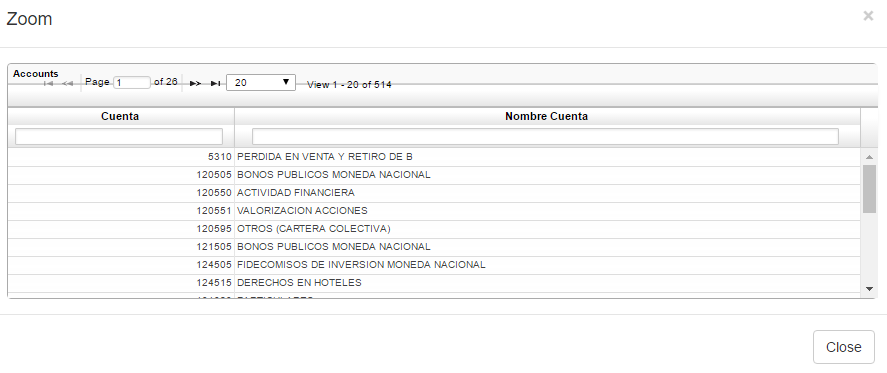 Zoom
×
Accounts
Page 1 of 26 20 View 1 - 20 of 514
Cuenta Nombre Cuenta
5310 PERDIDA EN VENTA Y RETIRO DE B
120505 BONOS PUBLICOS MONEDA NACIONAL
120550 ACTIVIDAD FINANCIERA
120551 VALORIZACION ACCIONES
120595 OTROS (CARTERA COLECTIVA)
121505 BONOS PUBLICOS MONEDA NACIONAL
124505 FIDECOMISOS DE INVERSION MONEDA NACIONAL
124515 DERECHOS EN HOTELES
Close